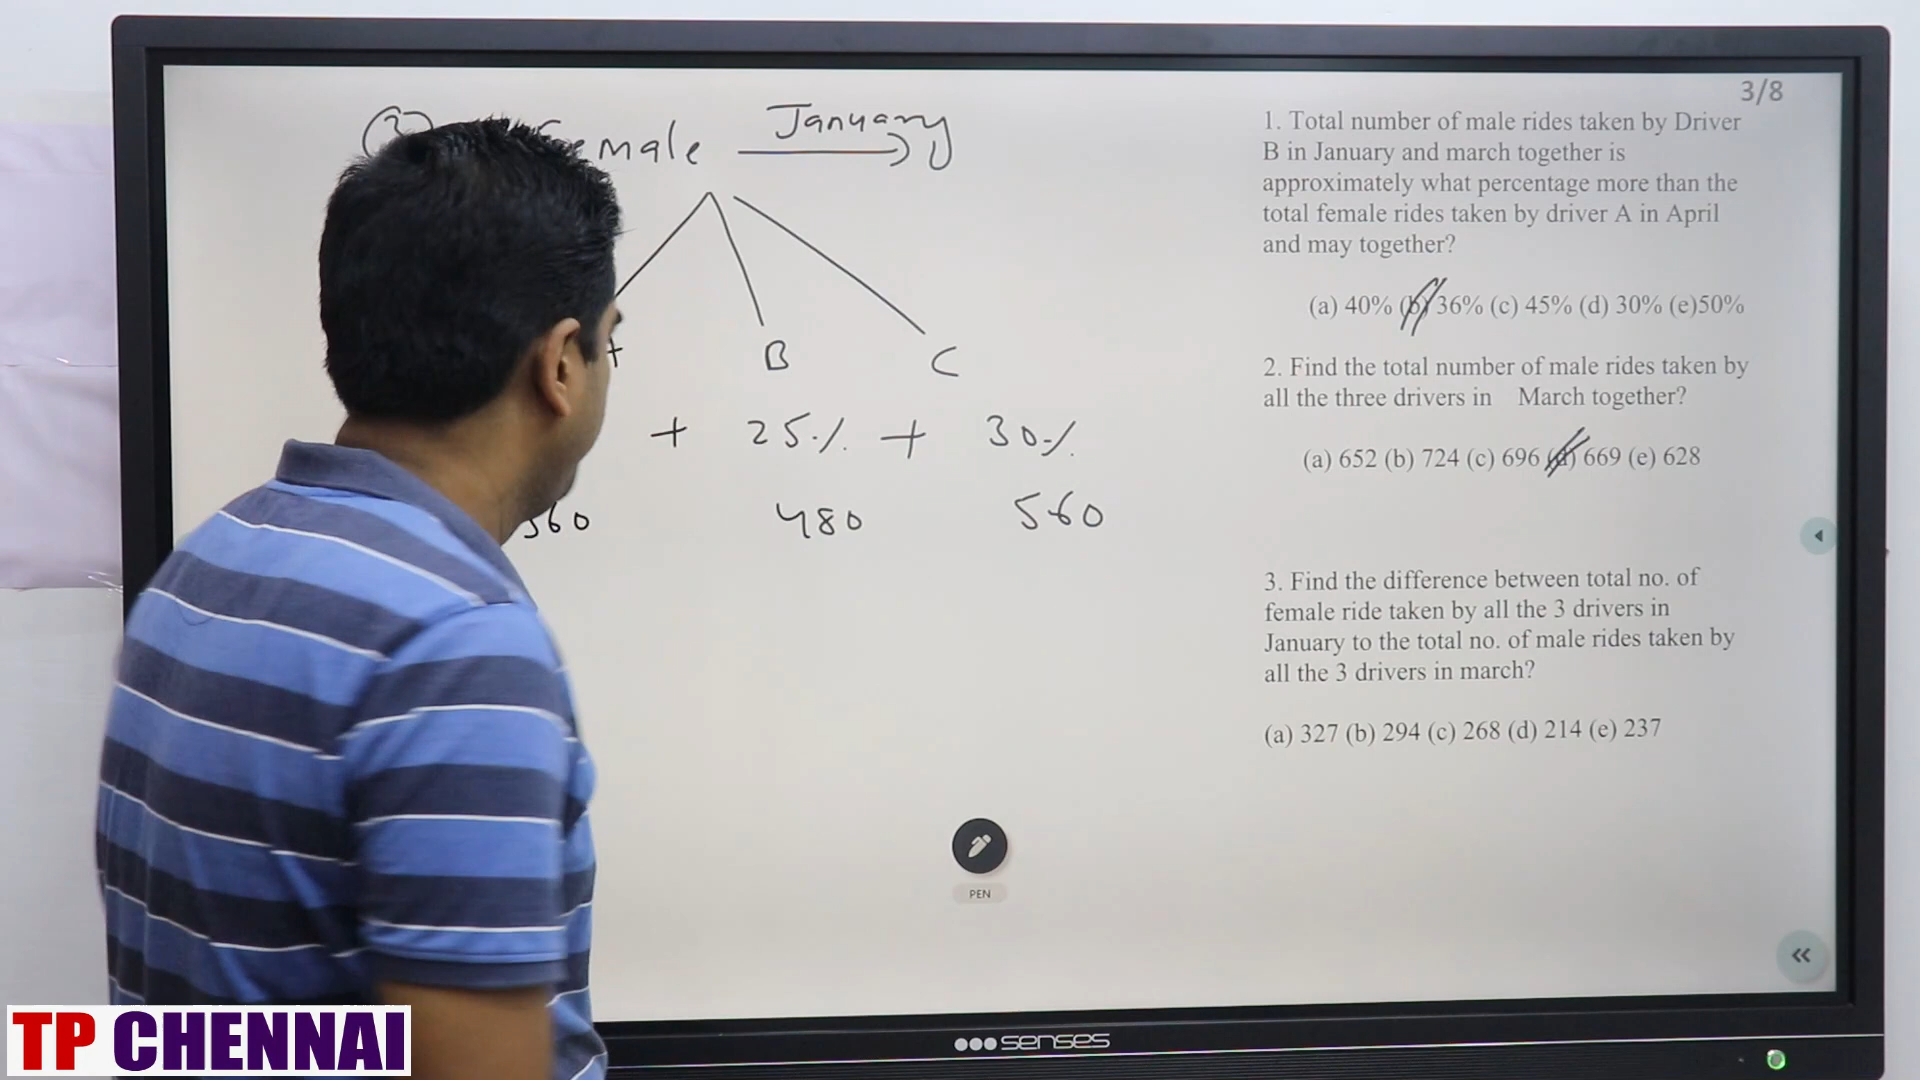 3/8
male January
B C
+ 25% + 30%
360 480 560
1. Total number of male rides taken by Driver
B in January and march together is
approximately what percentage more than the
total female rides taken by driver A in April
and may together?
(a) 40% (b) 36% (c) 45% (d) 30% (e)50%
2. Find the total number of male rides taken by
all the three drivers in March together?
(a) 652 (b) 724 (c) 696 (d) 669 (e) 628
3. Find the difference between total no. of
female ride taken by all the 3 drivers in
January to the total no. of male rides taken by
all the 3 drivers in march?
(a) 327 (b) 294 (c) 268 (d) 214 (e) 237
PEN
senses
TP CHENNAI